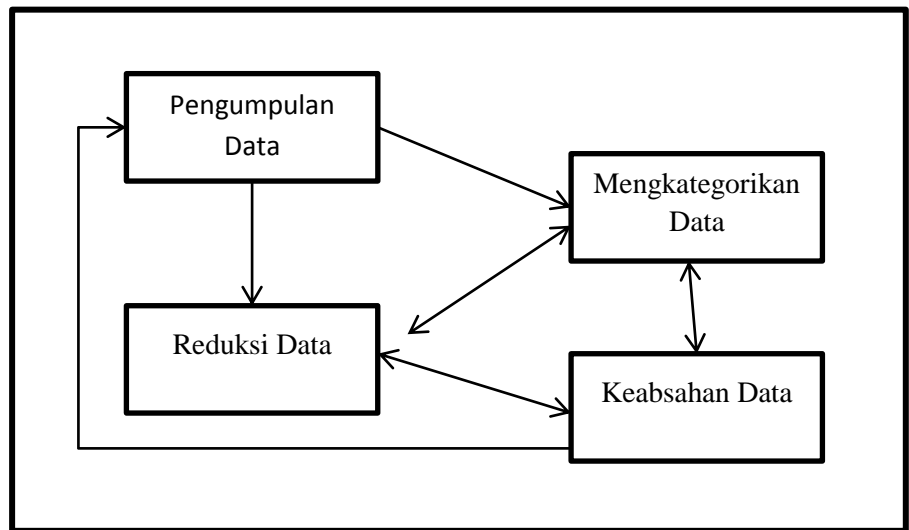 Pengumpulan
Data
Mengkategorikan
Data
Reduksi Data
Keabsahan Data